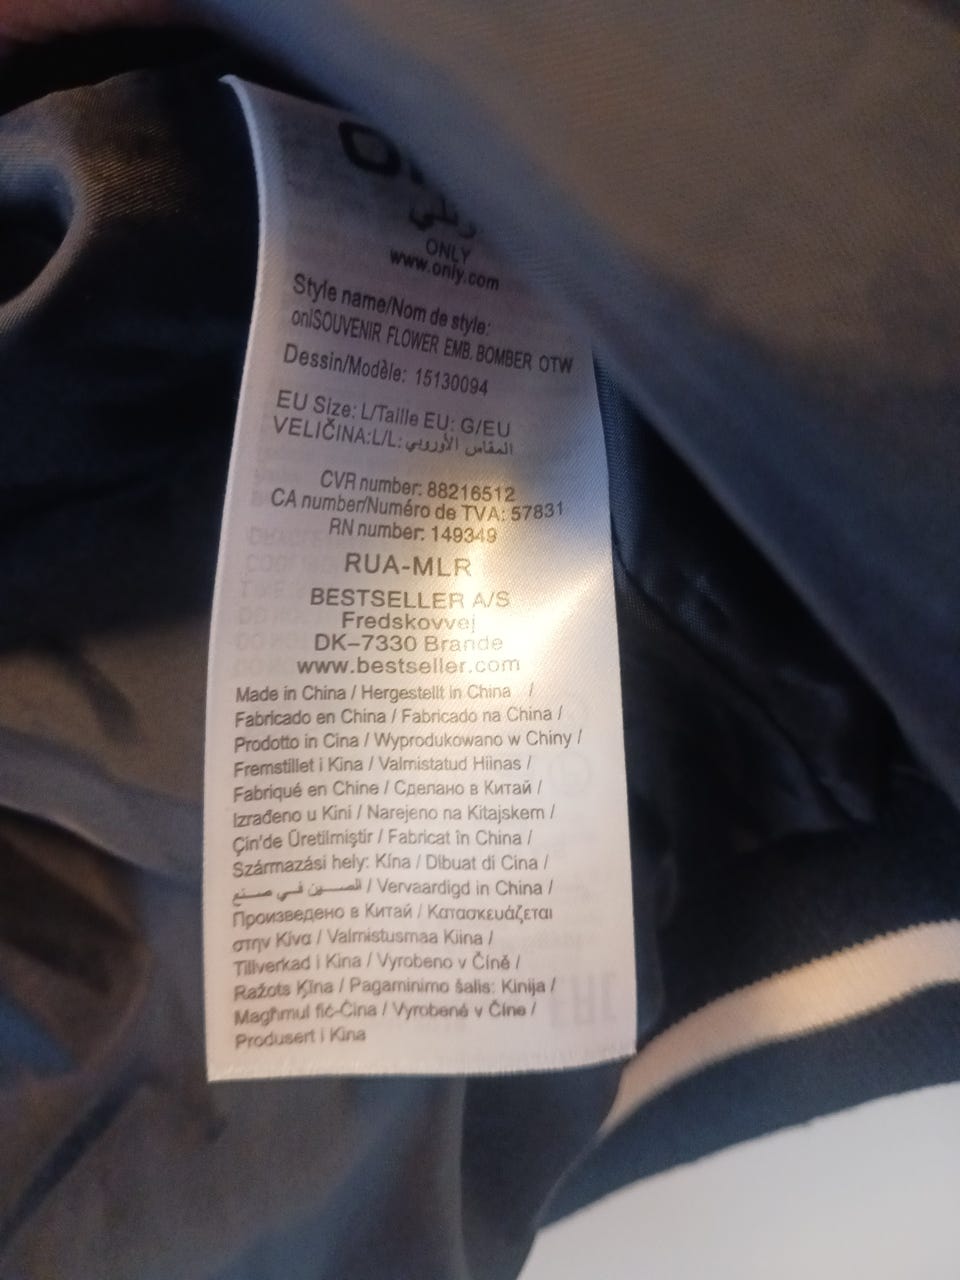 ONLY
www.only.com
Style name/Nom de style:
onlSOUVENIR FLOWER EMB. BOMBER OTW
Dessin/Modèle: 15130094
EU Size: L/Taille EU: G/EU
VELIČINA:L/L: المقاس الأوروبي
CVR number: 88216512
CA number/Numéro de TVA: 57831
RN number: 149349
RUA-MLR
BESTSELLER A/S
Fredskovvej
DK-7330 Brande
www.bestseller.com
Made in China / Hergestellt in China /
Fabricado en China / Fabricado na China /
Prodotto in Cina / Wyprodukowano w Chiny /
Fremstillet i Kina / Valmistatud Hiinas /
Fabriqué en Chine / Сделано в Китай /
Izrađeno u Kini / Narejeno na Kitajskem /
Çin'de Üretilmiştir / Fabricat în China /
Származási hely: Kína / Dibuat di Cina /
الصين في صنع / Vervaardigd in China /
Произведено в Китай / Κατασκευάζεται
στην Κίνα / Valmistusmaa Kiina /
Tillverkad i Kina / Vyrobeno v Číně /
Ražots Ķīna / Pagaminimo šalis: Kinija /
Magħmul fiċ-Ċina / Vyrobené v Číne /
Produsert i Kina